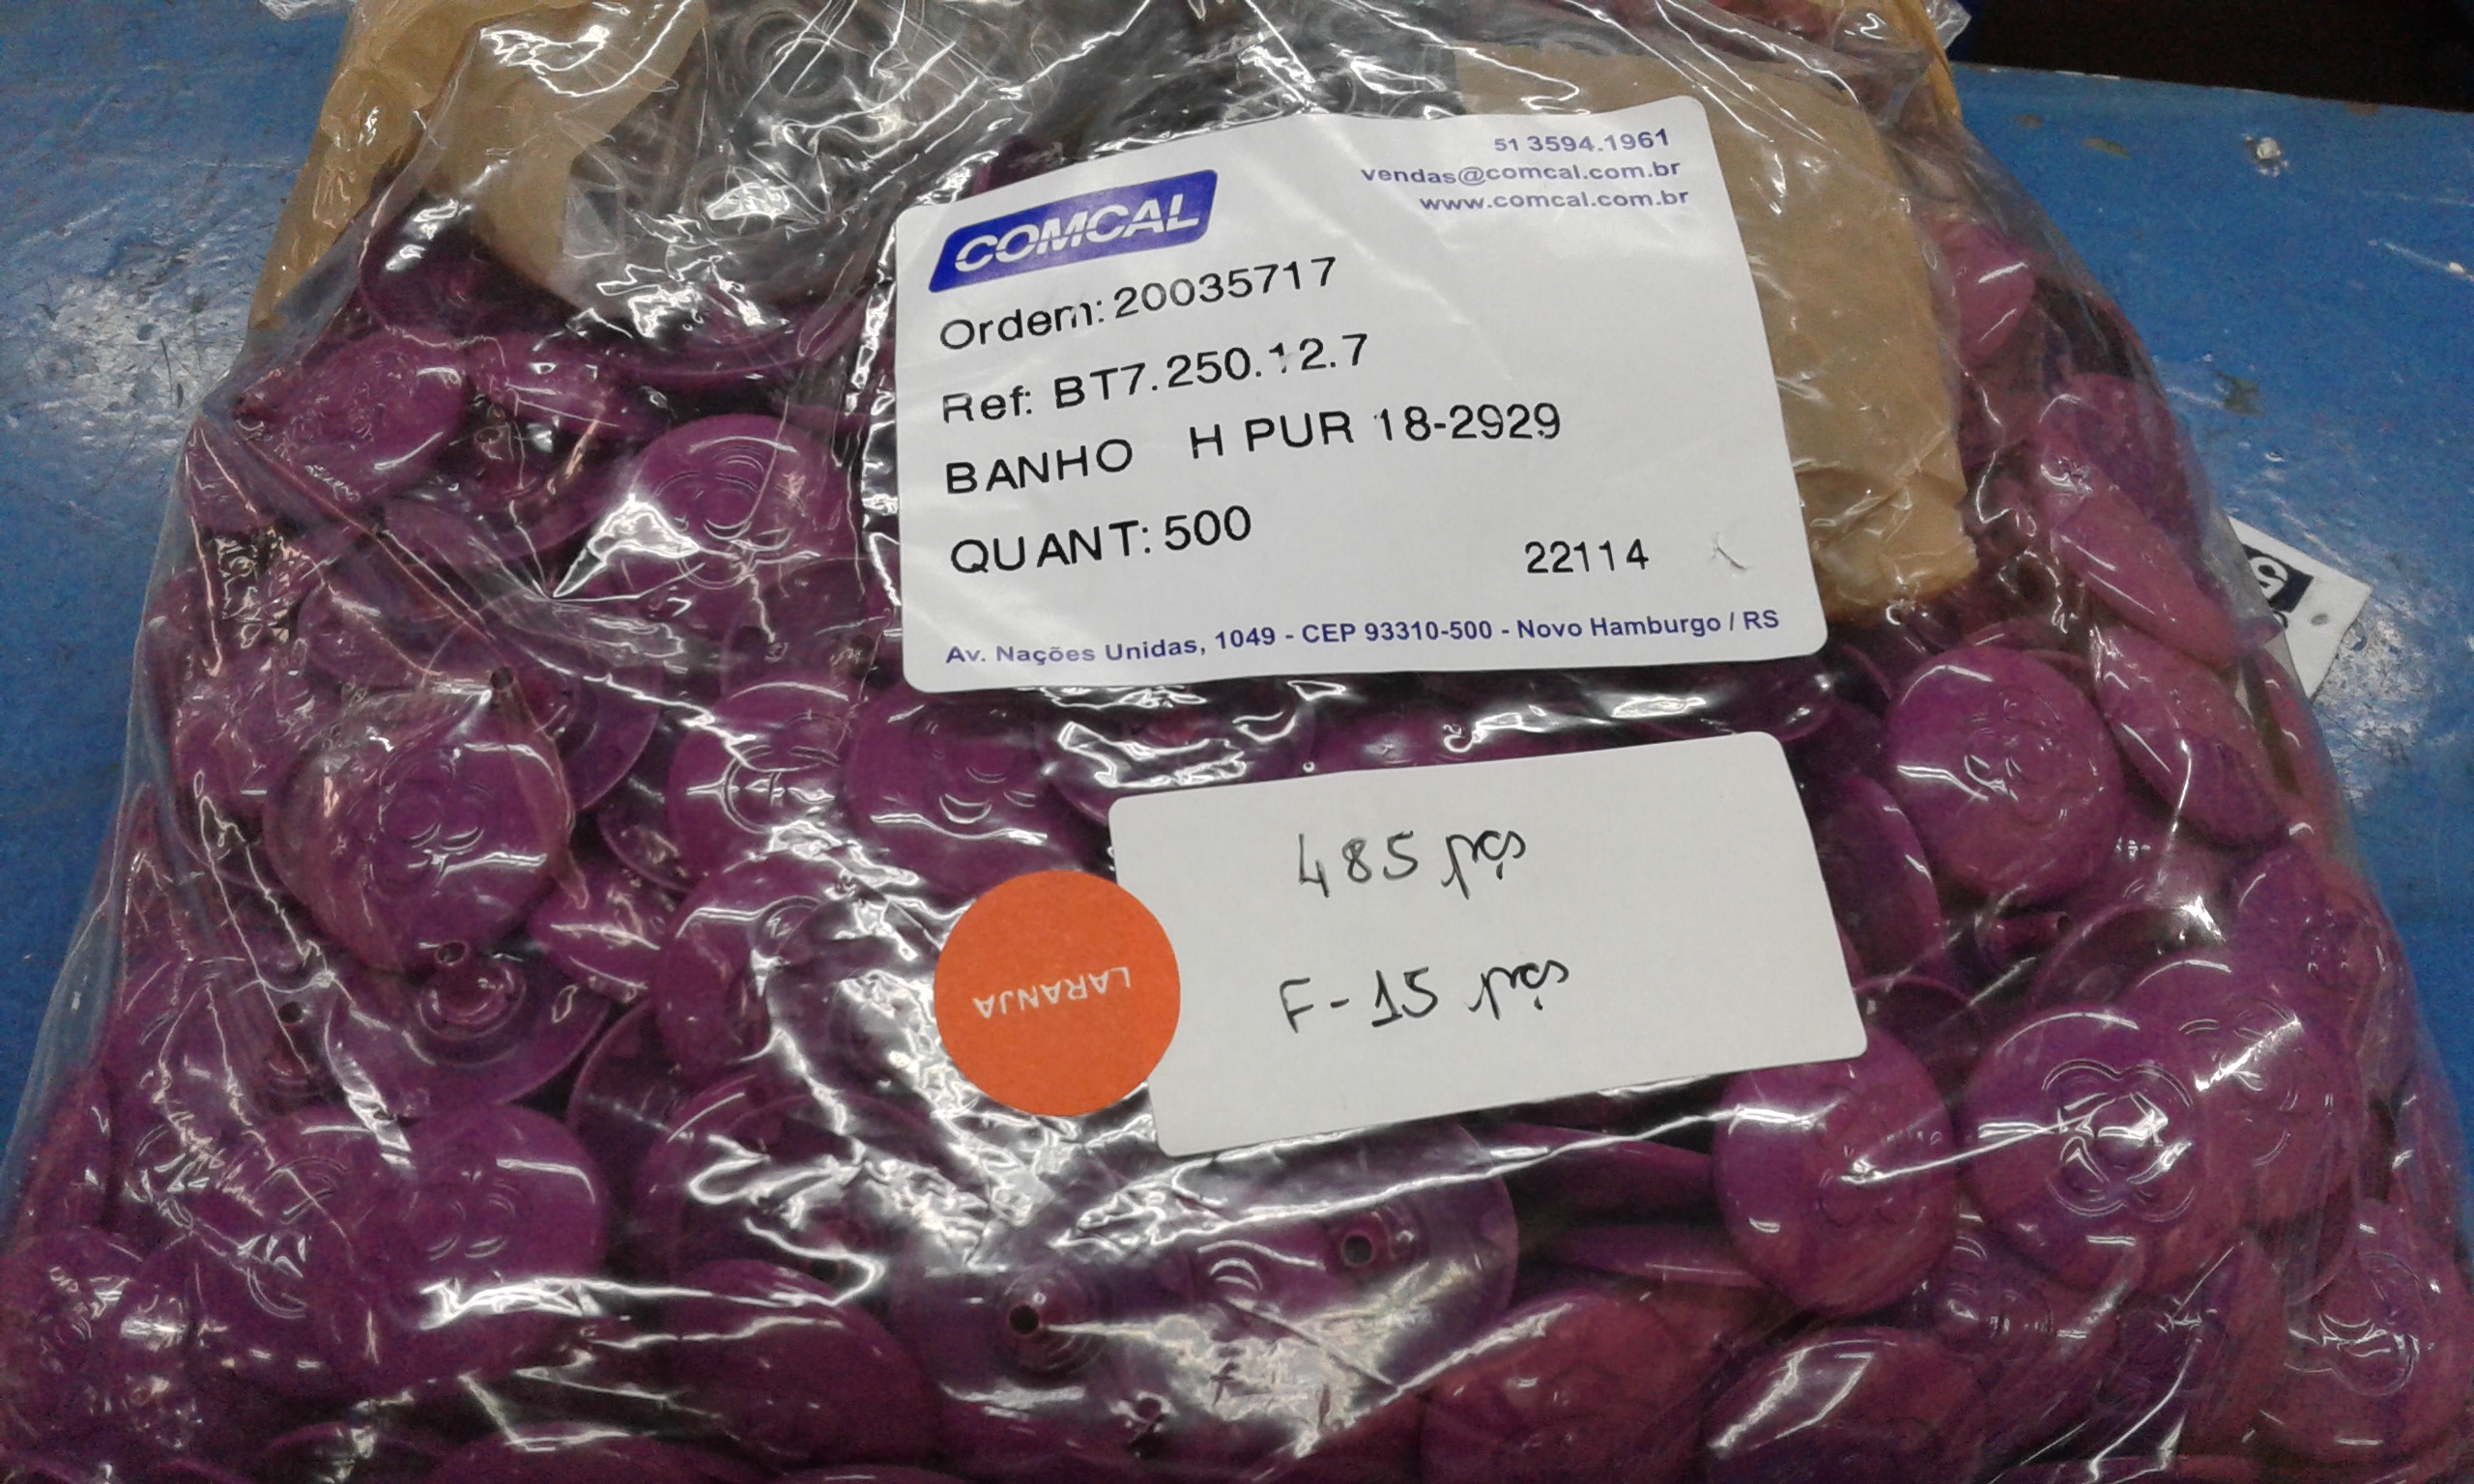 51 3594.1961
vendas@comcal.com.br
www.comcal.com.br
COMCAL
Ordem: 20035717
Ref: BT7.250.12.7
BANHO H PUR 18-2929
QUANT: 500
22114
Av. Nações Unidas, 1049 - CEP 93310-500 - Novo Hamburgo / RS
485 pçs
F-15 pçs
LARANJA